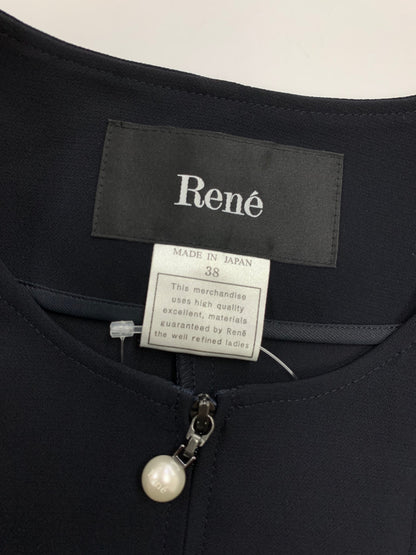 René
MADE IN JAPAN
38
This merchandise
uses high quality
excellent, materials
guaranteed by René
the well refined ladies
René